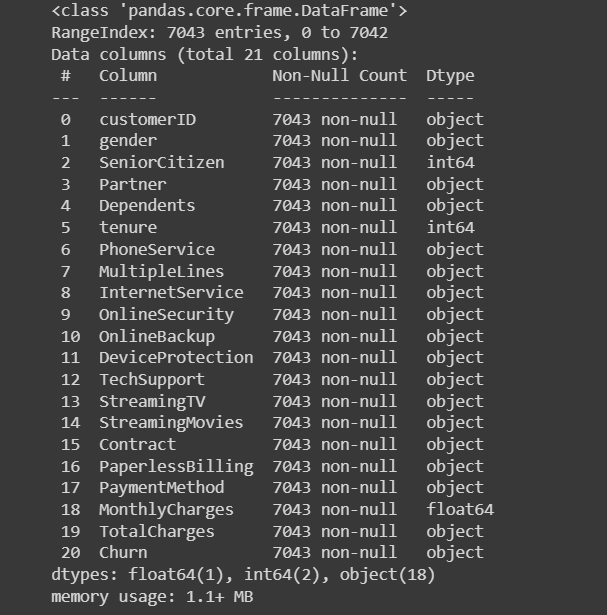 <class 'pandas.core.frame.DataFrame'>
RangeIndex: 7043 entries, 0 to 7042
Data columns (total 21 columns):
 #   Column            Non-Null Count  Dtype
---  ------            --------------  -----
 0   customerID        7043 non-null   object
 1   gender            7043 non-null   object
 2   SeniorCitizen     7043 non-null   int64
 3   Partner           7043 non-null   object
 4   Dependents        7043 non-null   object
 5   tenure            7043 non-null   int64
 6   PhoneService      7043 non-null   object
 7   MultipleLines     7043 non-null   object
 8   InternetService   7043 non-null   object
 9   OnlineSecurity    7043 non-null   object
 10  OnlineBackup      7043 non-null   object
 11  DeviceProtection  7043 non-null   object
 12  TechSupport       7043 non-null   object
 13  StreamingTV       7043 non-null   object
 14  StreamingMovies   7043 non-null   object
 15  Contract          7043 non-null   object
 16  PaperlessBilling  7043 non-null   object
 17  PaymentMethod     7043 non-null   object
 18  MonthlyCharges    7043 non-null   float64
 19  TotalCharges      7043 non-null   object
 20  Churn             7043 non-null   object
dtypes: float64(1), int64(2), object(18)
memory usage: 1.1+ MB